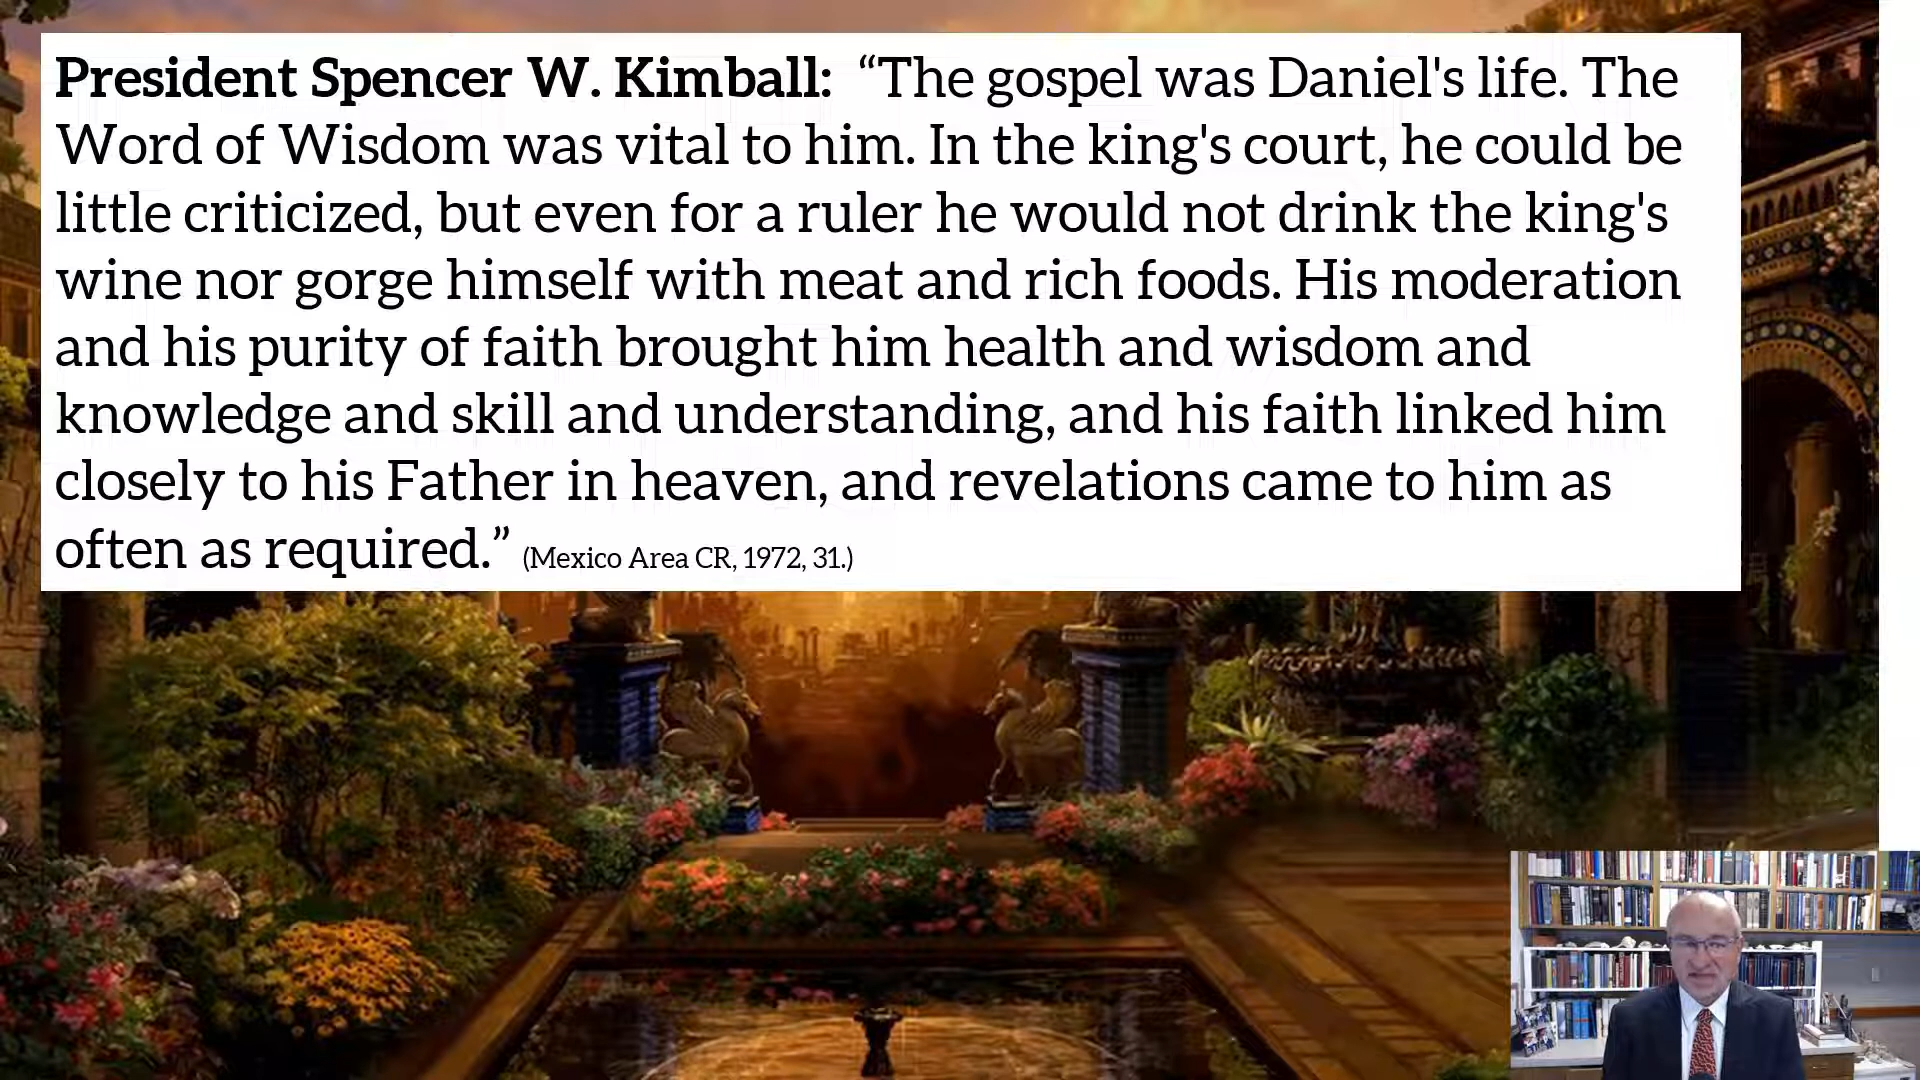 President Spencer W. Kimball: “The gospel was Daniel's life. The
Word of Wisdom was vital to him. In the king's court, he could be
little criticized, but even for a ruler he would not drink the king's
wine nor gorge himself with meat and rich foods. His moderation
and his purity of faith brought him health and wisdom and
knowledge and skill and understanding, and his faith linked him
closely to his Father in heaven, and revelations came to him as
often as required.” (Mexico Area CR, 1972, 31.)